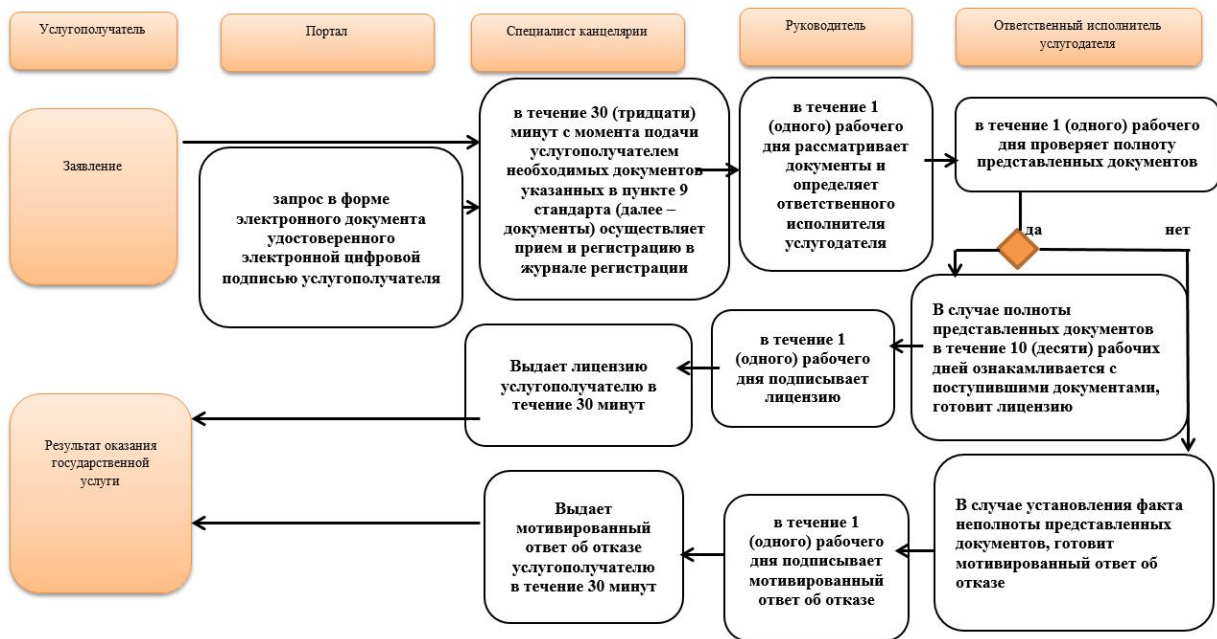 Услугополучатель
Портал
Специалист канцелярии
Руководитель
Ответственный исполнитель
услугодателя
Заявление
запрос в форме
электронного документа
удостоверенного
электронной цифровой
подписью услугополучателя
в течение 30 (тридцати)
минут с момента подачи
услугополучателем
необходимых документов
указанных в пункте 9
стандарта (далее –
документы) осуществляет
прием и регистрацию в
журнале регистрации
в течение 1
(одного) рабочего
дня рассматривает
документы и
определяет
ответственного
исполнителя
услугодателя
в течение 1 (одного) рабочего
дня проверяет полноту
представленных документов
да
нет
В случае полноты
представленных документов
в течение 10 (десяти) рабочих
дней ознакамливается с
поступившими документами,
готовит лицензию
в течение 1
(одного) рабочего
дня подписывает
лицензию
Выдает лицензию
услугополучателю в
течение 30 минут
Результат оказания
государственной
услуги
В случае установления факта
неполноты представленных
документов, готовит
мотивированный ответ об
отказе
в течение 1
(одного) рабочего
дня подписывает
мотивированный
ответ об отказе
Выдает
мотивированный
ответ об отказе
услугополучателю
в течение 30 минут